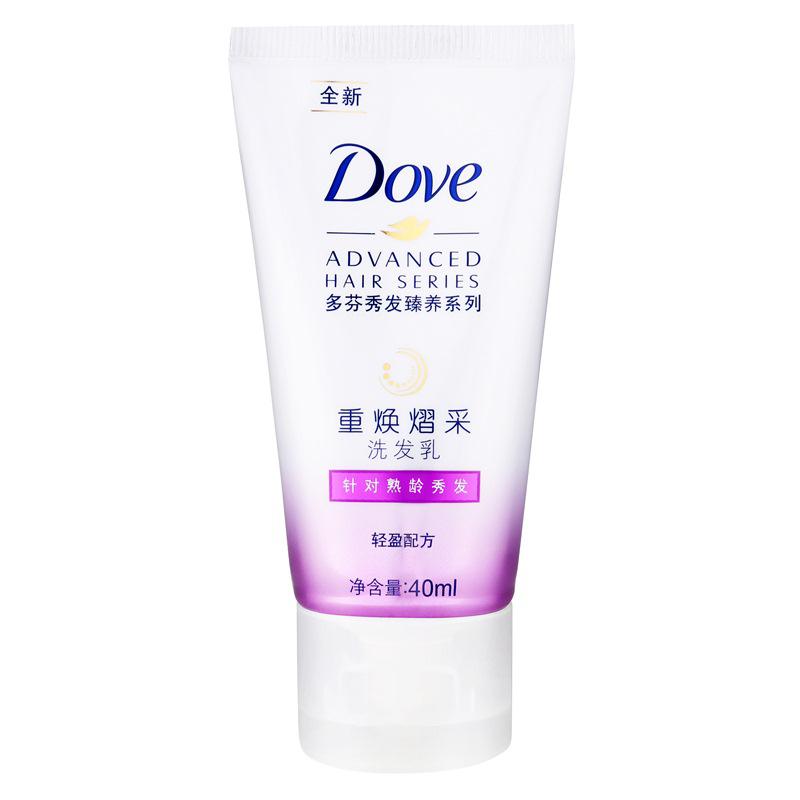 全新
Dove
ADVANCED
HAIR SERIES
多芬秀发臻养系列
重焕熠采
洗发乳
针对熟龄秀发
轻盈配方
净含量:40ml